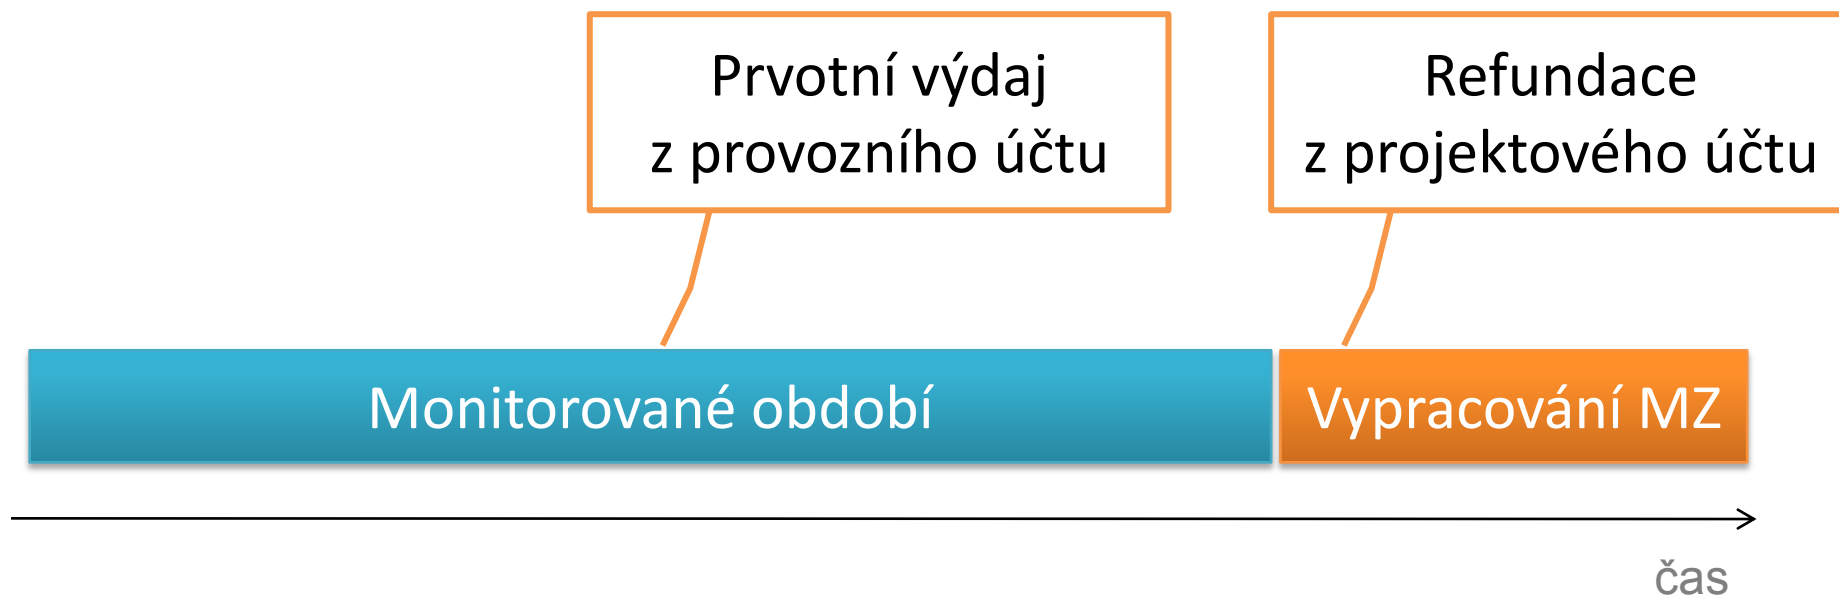 Prvotní výdaj
z provozního účtu
Refundace
z projektového účtu
Monitorované období
Vypracování MZ
čas